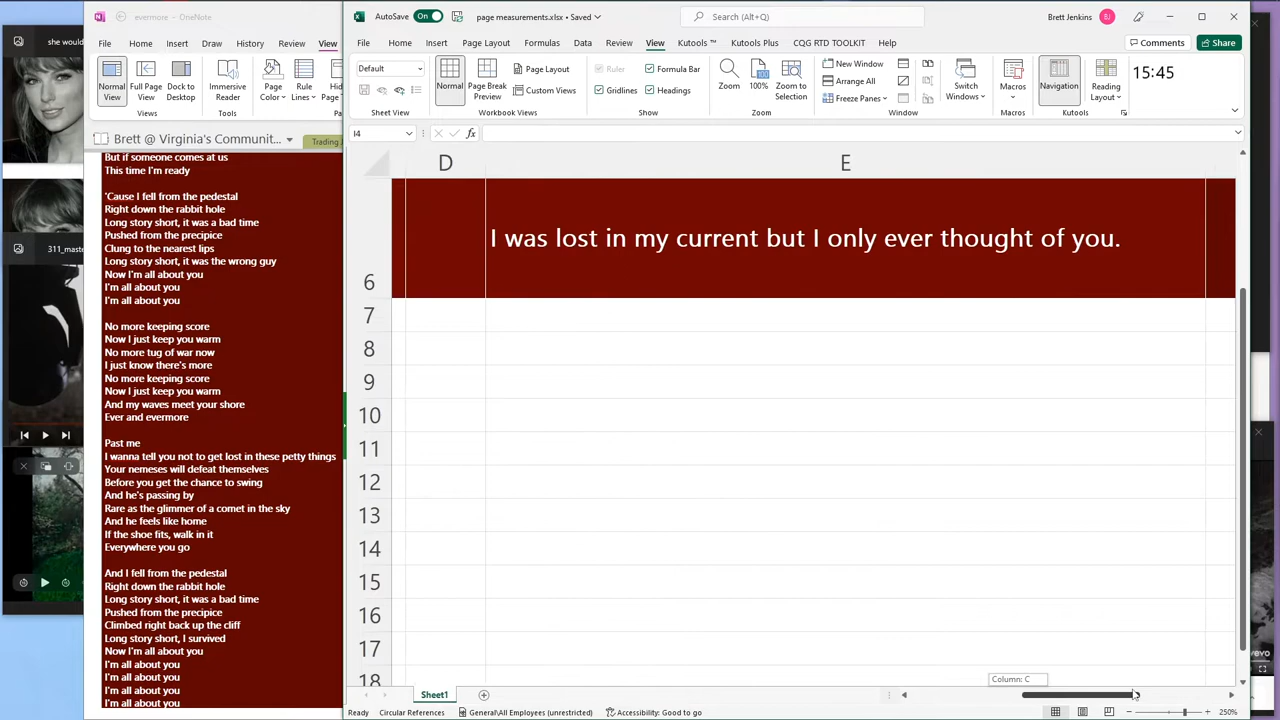 she would
311_maste
evermore – OneNote
File Home Insert Draw History Review View
Normal View
Full Page View
Dock to Desktop
Immersive Reader
Page Color
Rule Lines
Hid Page
Views
Tools
Brett @ Virginia's Communit...
Trading
But if someone comes at us
This time I'm ready
'Cause I fell from the pedestal
Right down the rabbit hole
Long story short, it was a bad time
Pushed from the precipice
Clung to the nearest lips
Long story short, it was the wrong guy
Now I'm all about you
I'm all about you
I'm all about you
No more keeping score
Now I just keep you warm
No more tug of war now
I just know there's more
No more keeping score
Now I just keep you warm
And my waves meet your shore
Ever and evermore
Past me
I wanna tell you not to get lost in these petty things
Your nemeses will defeat themselves
Before you get the chance to swing
And he's passing by
Rare as the glimmer of a comet in the sky
And he feels like home
If the shoe fits, walk in it
Everywhere you go
And I fell from the pedestal
Right down the rabbit hole
Long story short, it was a bad time
Pushed from the precipice
Climbed right back up the cliff
Long story short, I survived
Now I'm all about you
I'm all about you
I'm all about you
I'm all about you
I'm all about you
AutoSave On page measurements.xlsx • Saved Search (Alt+Q) Brett Jenkins BJ
File Home Insert Page Layout Formulas Data Review View Kutools ™ Kutools Plus CQG RTD TOOLKIT Help Comments Share
Default
Normal
Page Break Preview
Page Layout
Custom Views
Ruler
Formula Bar
Gridlines
Headings
Zoom
100%
Zoom to Selection
New Window
Arrange All
Freeze Panes
Switch Windows
Macros
Navigation
Reading Layout
15:45
Sheet View
Workbook Views
Show
Zoom
Window
Macros
Kutools
I4 fx
D E
6 I was lost in my current but I only ever thought of you.
7
8
9
10
11
12
13
14
15
16
17
18
Column: C
Sheet1
Ready Circular References General\All Employees (unrestricted) Accessibility: Good to go 250%
vevo